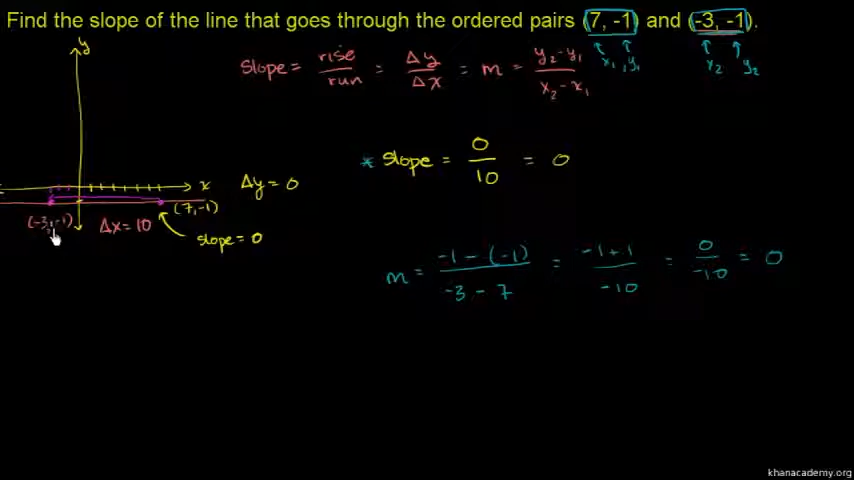 Find the slope of the line that goes through the ordered pairs (7, -1) and (-3, -1).
y
slope = rise/run = Δy/Δx = m = y₂-y₁/x₂-x₁
x₁, y₁
x₂ y₂
* slope = 0/10 = 0
x
Δy = 0
(7,-1)
(-3,-1)
Δx = 10
slope = 0
m = -1 - (-1)/-3 - 7 = -1+1/-10 = 0/-10 = 0
khanacademy.org